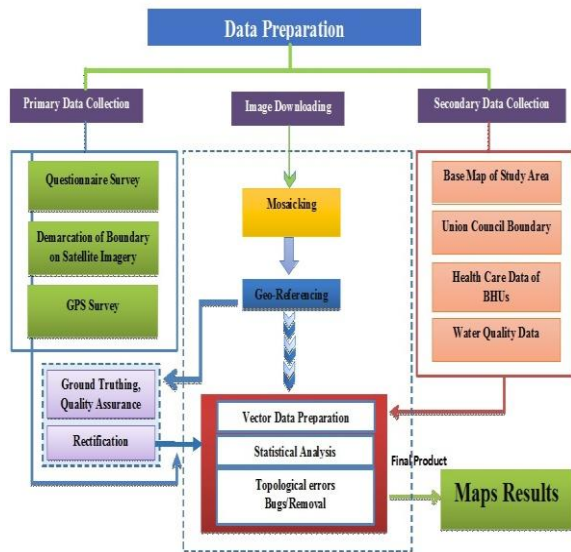 Data Preparation
Primary Data Collection
Image Downloading
Secondary Data Collection
Questionnaire Survey
Demarcation of Boundary
on Satellite Imagery
GPS Survey
Mosaicking
Geo-Referencing
Base Map of Study Area
Union Council Boundary
Health Care Data of
BHUs
Water Quality Data
Ground Truthing,
Quality Assurance
Rectification
Vector Data Preparation
Statistical Analysis
Topological errors
Bugs/Removal
Final Product
Maps Results